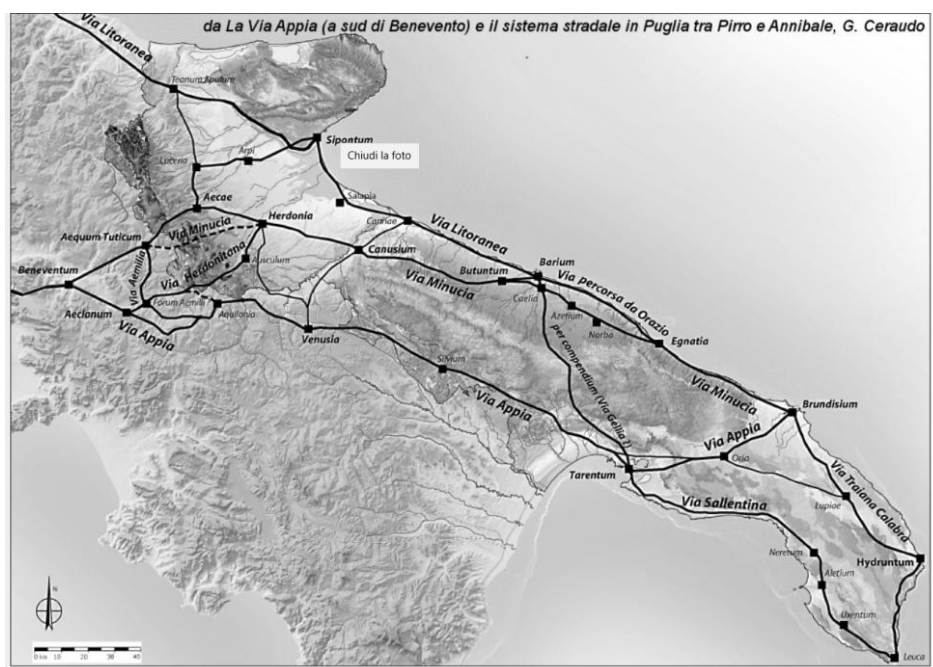 da La Via Appia (a sud di Benevento) e il sistema stradale in Puglia tra Pirro e Annibale, G. Ceraudo
Via Litoranea
Teanum Apulum
Sipontum
Chiudi la foto
Arpi
Luceria
Salapia
Aecae
Herdonia
Cannae
Via Litoranea
Via Minucia
Aequum Tuticum
Canusium
Barium
Via Herdonitana
Ausculum
Butuntum
Via percorsa da Orazio
Beneventum
Via Aemilia
Via Minucia
Caelia
Forum Aemilii
Aquilonia
Azetium
Aeclanum
Norba
Via Appia
Venusia
Egnatia
per compendium (Via Gellia ?)
Silvium
Via Minucia
Via Appia
Brundisium
Via Appia
Oria
Tarentum
Via Traiana Calabra
Via Sallentina
Lupiae
Neretum
Hydruntum
Aletium
N
Uxentum
0 km 10 20 30 40
Leuca